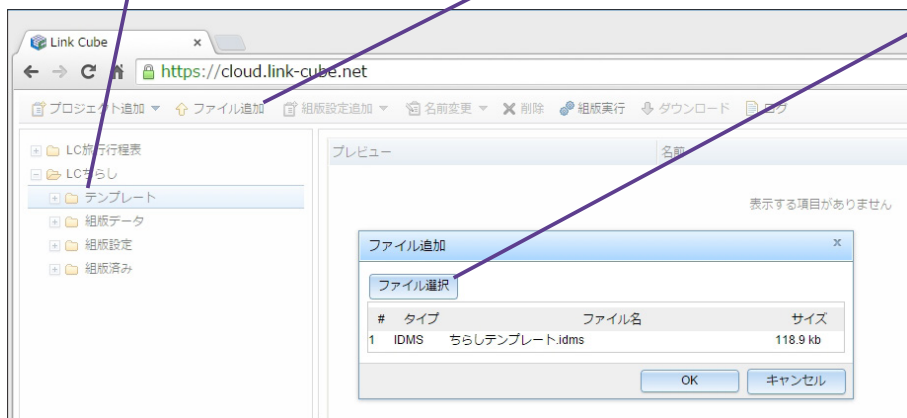 Link Cube
https://cloud.link-cube.net
プロジェクト追加 ファイル追加 組版設定追加 名前変更 削除 組版実行 ダウンロード ログ
LC旅行行程表 プレビュー 名前
LCちらし
テンプレート 表示する項目がありません
組版データ
組版設定 ファイル追加 x
組版済み
ファイル選択
# タイプ ファイル名 サイズ
1 IDMS ちらしテンプレート.idms 118.9 kb
OK キャンセル